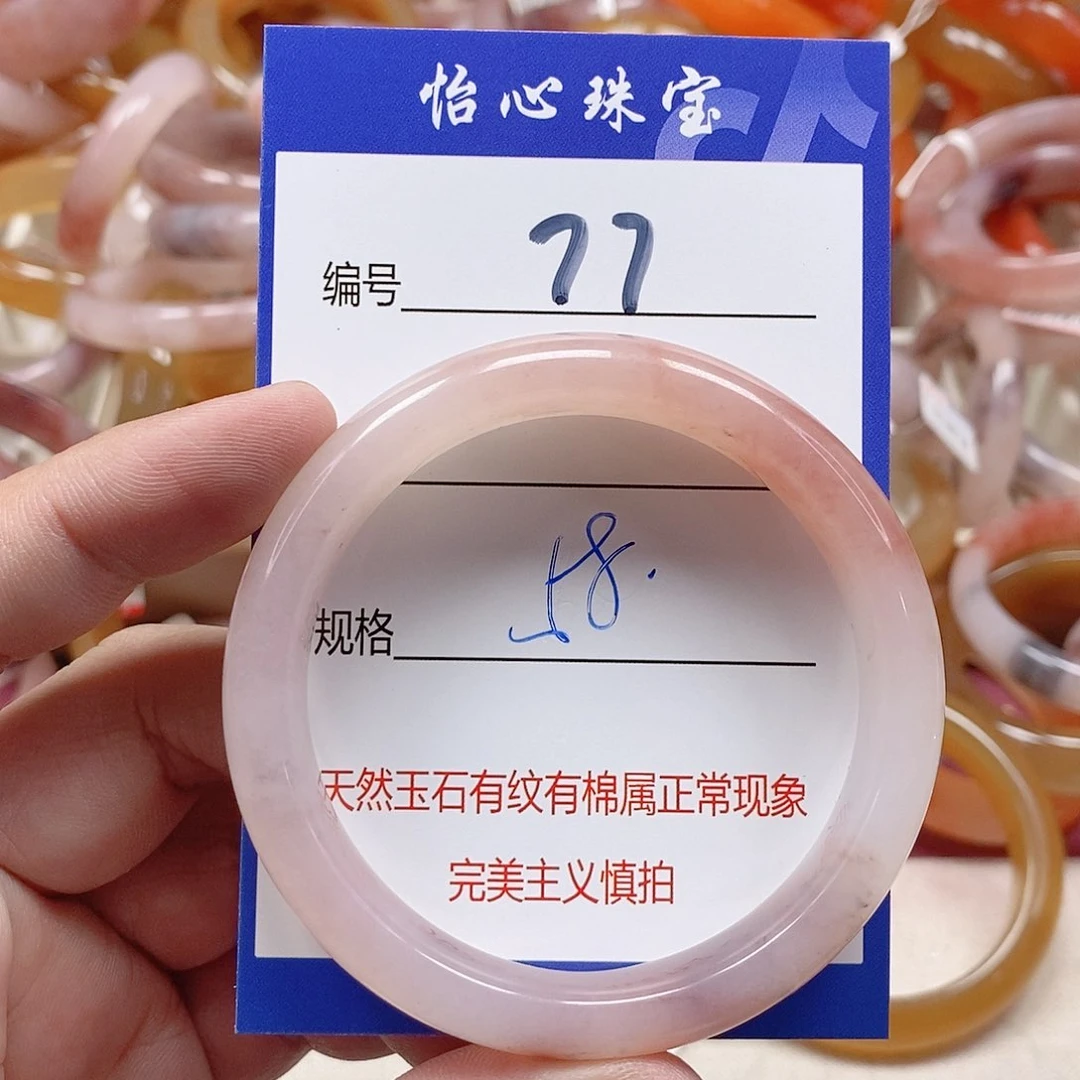 怡心珠宝
编号 77
规格 58.
天然玉石有纹有棉属正常现象
完美主义慎拍